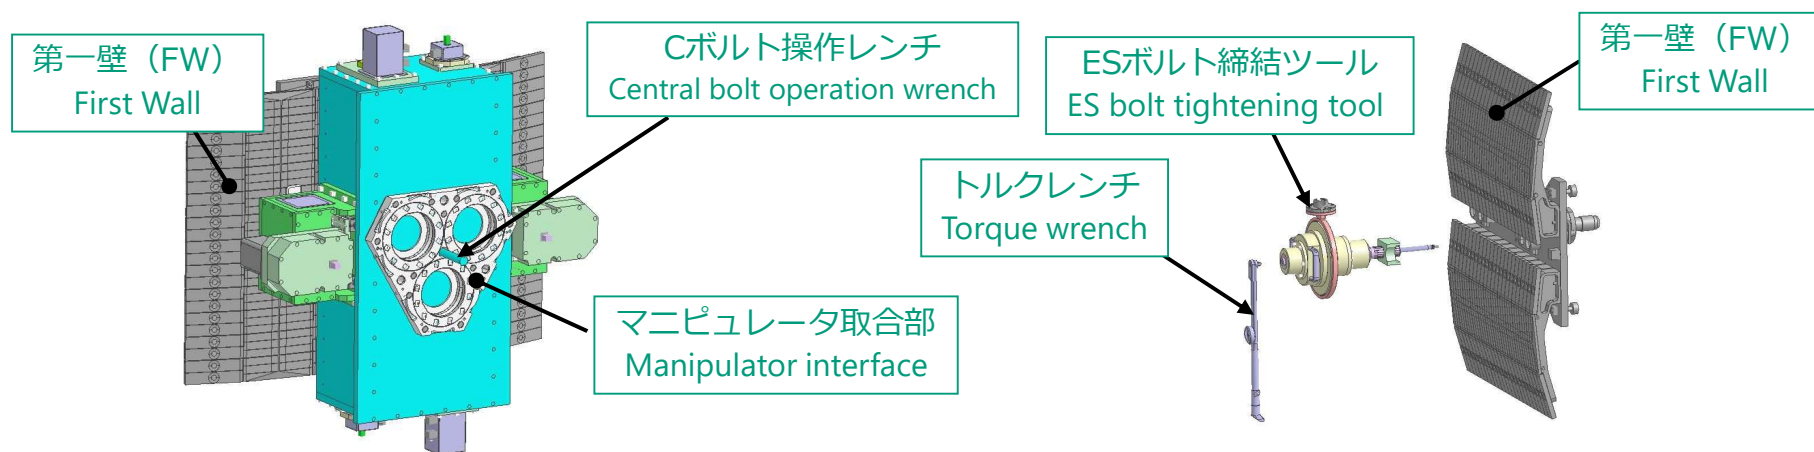 第一壁（FW）
First Wall
Cボルト操作レンチ
Central bolt operation wrench
マニピュレータ取合部
Manipulator interface
ESボルト締結ツール
ES bolt tightening tool
トルクレンチ
Torque wrench
第一壁（FW）
First Wall